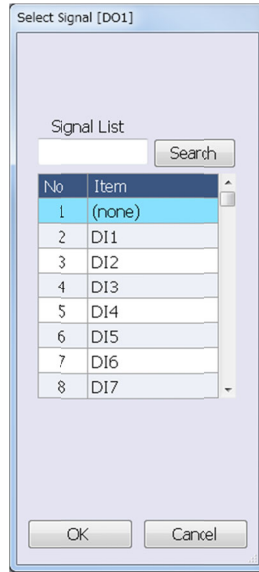 Select Signal [DO1]
Signal List
Search
No Item
1 (none)
2 DI1
3 DI2
4 DI3
5 DI4
6 DI5
7 DI6
8 DI7
OK Cancel